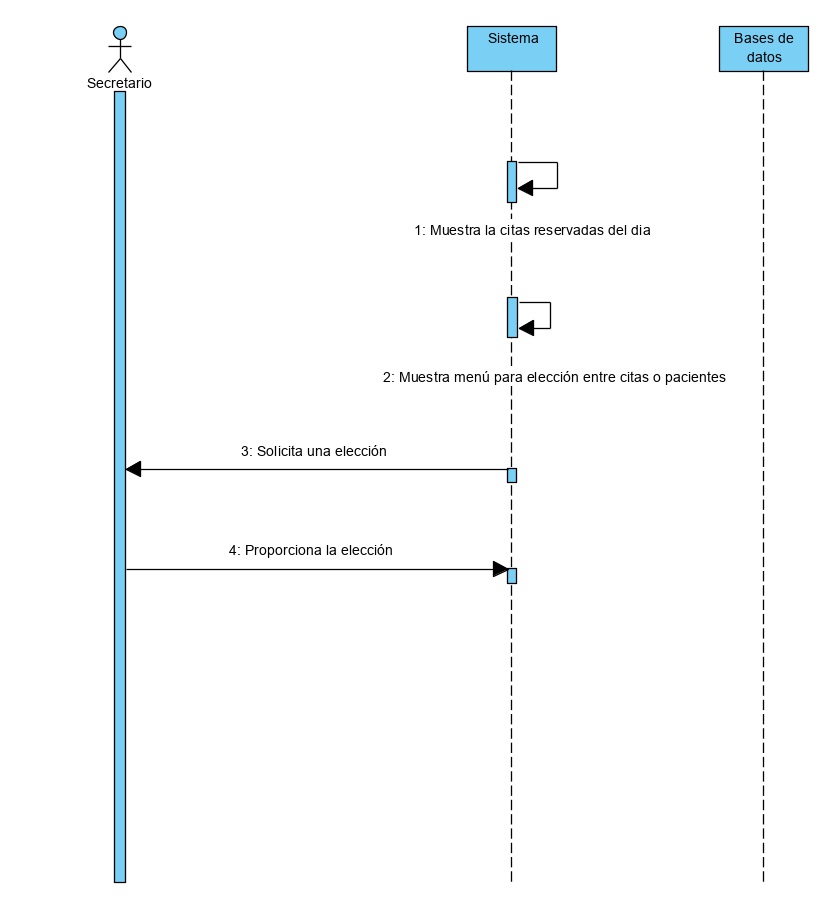 Secretario
Sistema
Bases de
datos
1: Muestra la citas reservadas del dia
2: Muestra menú para elección entre citas o pacientes
3: Solicita una elección
4: Proporciona la elección